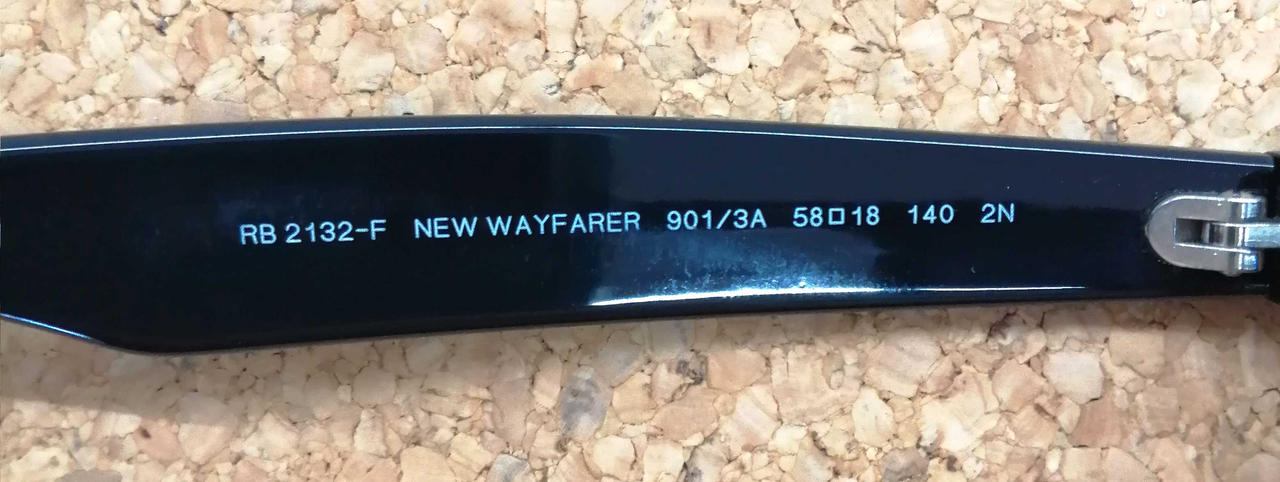 RB 2132-F NEW WAYFARER 901/3A 58□18 140 2N